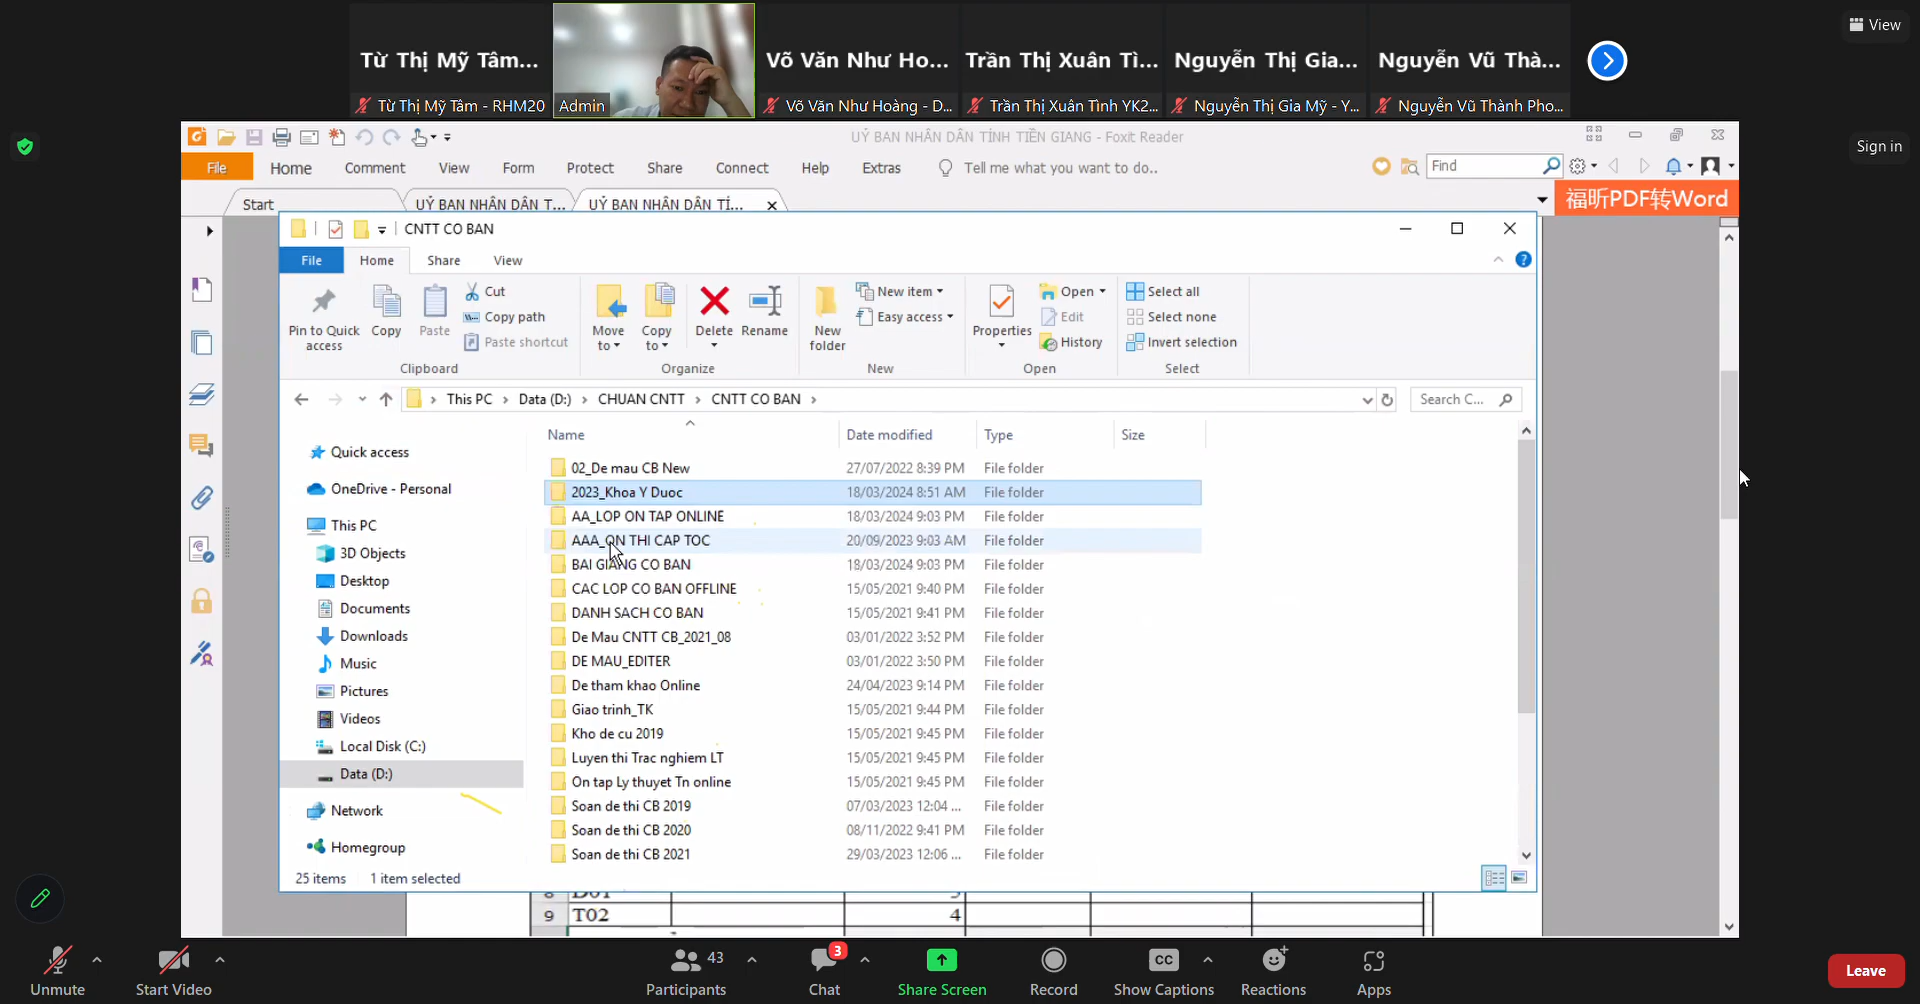 Từ Thị Mỹ Tâm...
Võ Văn Như Ho...
Trần Thị Xuân Tì...
Nguyễn Thị Gia...
Nguyễn Vũ Thà...
View
Từ Thị Mỹ Tâm - RHM20
Admin
Võ Văn Như Hoàng - D...
Trần Thị Xuân Tình YK2...
Nguyễn Thị Gia Mỹ - Y...
Nguyễn Vũ Thành Pho...
UỶ BAN NHÂN DÂN TỈNH TIỀN GIANG - Foxit Reader
Sign in
File
Home
Comment
View
Form
Protect
Share
Connect
Help
Extras
Tell me what you want to do..
Find
Start
UỶ BAN NHÂN DÂN T...
UỶ BAN NHÂN DÂN TỈ...
福昕PDF转Word
CNTT CO BAN
File
Home
Share
View
Pin to Quick access
Copy
Paste
Cut
Copy path
Paste shortcut
Clipboard
Move to
Copy to
Delete
Rename
Organize
New folder
New item
Easy access
New
Properties
Open
Edit
History
Open
Select all
Select none
Invert selection
Select
This PC
Data (D:)
CHUAN CNTT
CNTT CO BAN
Search C...
Quick access
OneDrive - Personal
This PC
3D Objects
Desktop
Documents
Downloads
Music
Pictures
Videos
Local Disk (C:)
Data (D:)
Network
Homegroup
Name Date modified Type Size
02_De mau CB New 27/07/2022 8:39 PM File folder
2023_Khoa Y Duoc 18/03/2024 8:51 AM File folder
AA_LOP ON TAP ONLINE 18/03/2024 9:03 PM File folder
AAA_ON THI CAP TOC 20/09/2023 9:03 AM File folder
BAI GIANG CO BAN 18/03/2024 9:03 PM File folder
CAC LOP CO BAN OFFLINE 15/05/2021 9:40 PM File folder
DANH SACH CO BAN 15/05/2021 9:41 PM File folder
De Mau CNTT CB_2021_08 03/01/2022 3:52 PM File folder
DE MAU_EDITER 03/01/2022 3:50 PM File folder
De tham khao Online 24/04/2023 9:14 PM File folder
Giao trinh_TK 15/05/2021 9:44 PM File folder
Kho de cu 2019 15/05/2021 9:45 PM File folder
Luyen thi Trac nghiem LT 15/05/2021 9:45 PM File folder
On tap Ly thuyet Tn online 15/05/2021 9:45 PM File folder
Soan de thi CB 2019 07/03/2023 12:04 ... File folder
Soan de thi CB 2020 08/11/2022 9:41 PM File folder
Soan de thi CB 2021 29/03/2023 12:06 ... File folder
25 items 1 item selected
9 T02 4
Unmute
Start Video
43
Participants
3
Chat
Share Screen
Record
CC
Show Captions
Reactions
Apps
Leave